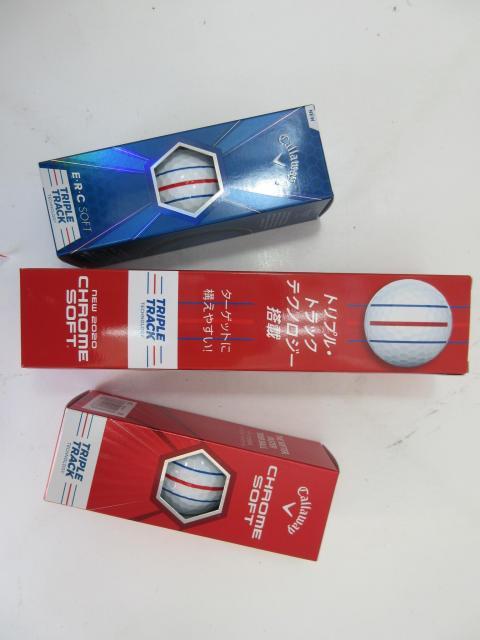 NEW
Callaway
E・R・C SOFT
TRIPLE
TRACK
トリプル・
トラック
テクノロジー
搭載
ターゲットに
構えやすい!
TRIPLE
TRACK
TECHNOLOGY
NEW 2020
CHROME
SOFT
TRIPLE
TRACK
TECHNOLOGY
CHROME
SOFT
Callaway